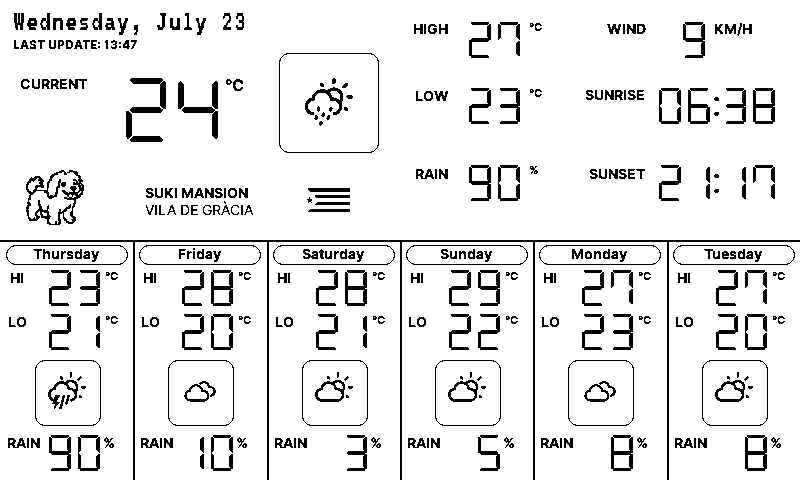 Wednesday, July 23
LAST UPDATE: 13:47
CURRENT 24 °C
SUKI MANSION
VILA DE GRÀCIA
HIGH 27 °C
LOW 23 °C
RAIN 90 %
WIND 9 KM/H
SUNRISE 06:38
SUNSET 21:17
Thursday
HI 23 °C
LO 21 °C
RAIN 90 %
Friday
HI 28 °C
LO 20 °C
RAIN 10 %
Saturday
HI 28 °C
LO 21 °C
RAIN 3 %
Sunday
HI 29 °C
LO 22 °C
RAIN 5 %
Monday
HI 27 °C
LO 23 °C
RAIN 8 %
Tuesday
HI 27 °C
LO 20 °C
RAIN 8 %